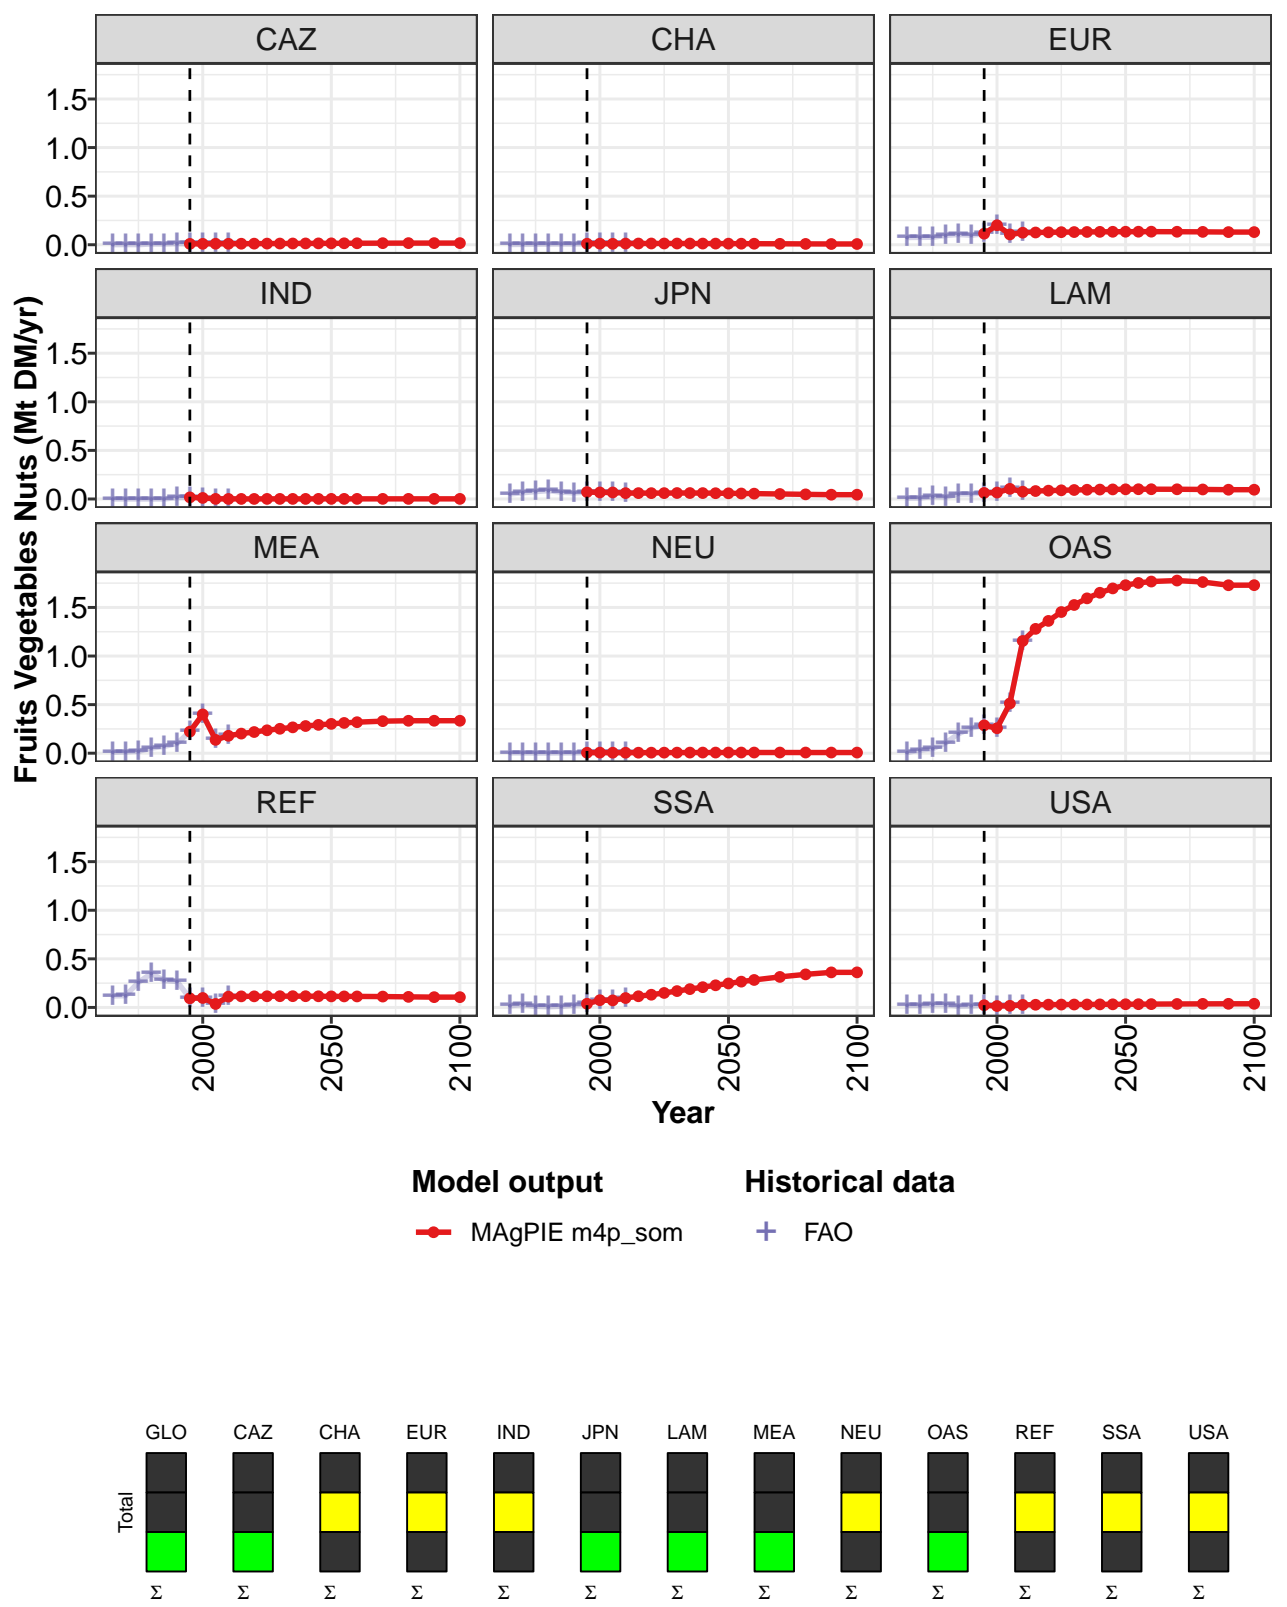 CAZ CHA EUR
1.5
1.0
0.5
0.0
IND JPN LAM
1.5
1.0
0.5
0.0
MEA NEU OAS
1.5
1.0
0.5
0.0
REF SSA USA
1.5
1.0
0.5
0.0
Fruits Vegetables Nuts (Mt DM/yr)
2000 2050 2100 2000 2050 2100 2000 2050 2100
Year
Model output Historical data
MAgPIE m4p_som FAO
GLO CAZ CHA EUR IND JPN LAM MEA NEU OAS REF SSA USA
Total
Σ Σ Σ Σ Σ Σ Σ Σ Σ Σ Σ Σ Σ